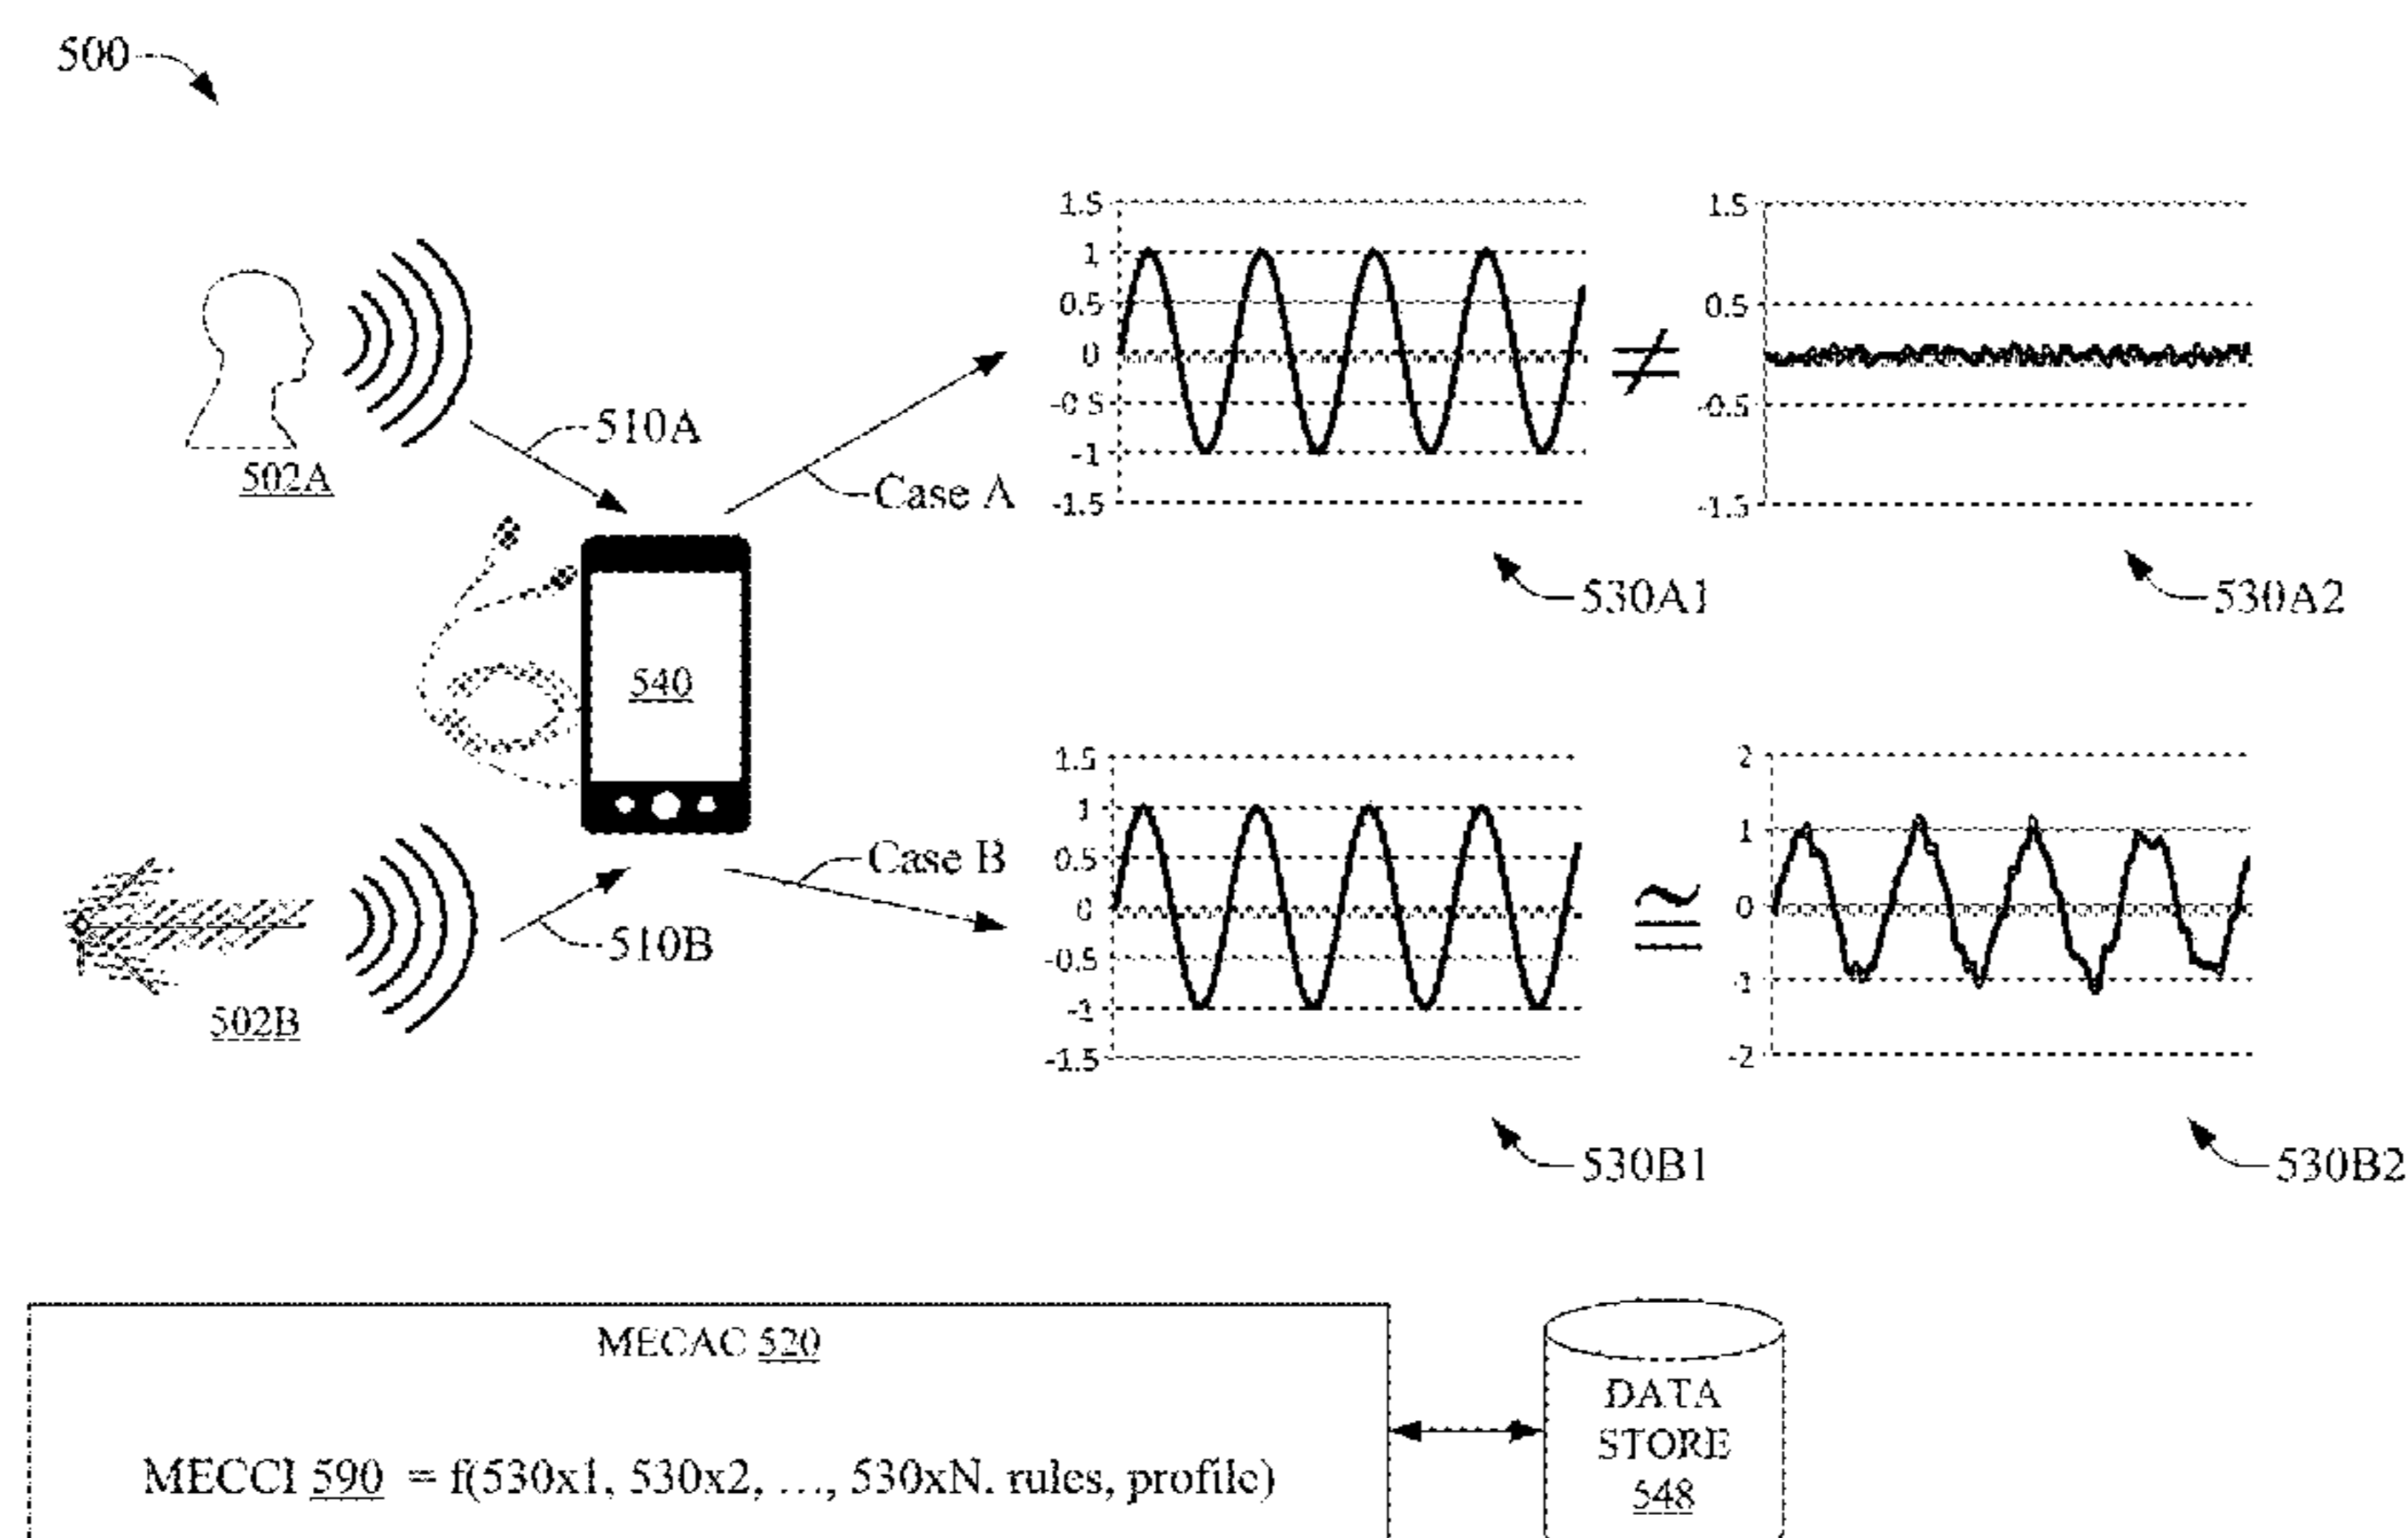 500
502A
510A
Case A
1.5
1
0.5
0
-0.5
-1
-1.5
≠
1.5
0.5
-0.5
-1.5
530A1
530A2
540
502B
510B
Case B
1.5
1
0.5
0
-0.5
-1
-1.5
≅
2
1
0
-1
-2
530B1
530B2
MECAC 520
MECCI 590 = f(530x1, 530x2, …, 530xN, rules, profile)
DATA
STORE
548